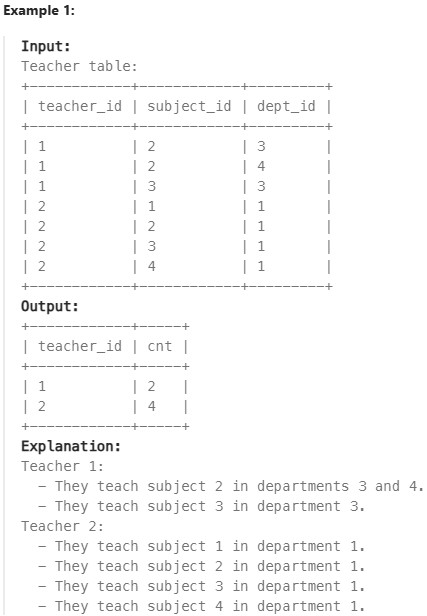 Example 1:
Input:
Teacher table:
+------------+------------+---------+
| teacher_id | subject_id | dept_id |
+------------+------------+---------+
| 1          | 2          | 3       |
| 1          | 2          | 4       |
| 1          | 3          | 3       |
| 2          | 1          | 1       |
| 2          | 2          | 1       |
| 2          | 3          | 1       |
| 2          | 4          | 1       |
+------------+------------+---------+
Output:
+------------+-----+
| teacher_id | cnt |
+------------+-----+
| 1          | 2   |
| 2          | 4   |
+------------+-----+
Explanation:
Teacher 1:
  - They teach subject 2 in departments 3 and 4.
  - They teach subject 3 in department 3.
Teacher 2:
  - They teach subject 1 in department 1.
  - They teach subject 2 in department 1.
  - They teach subject 3 in department 1.
  - They teach subject 4 in department 1.